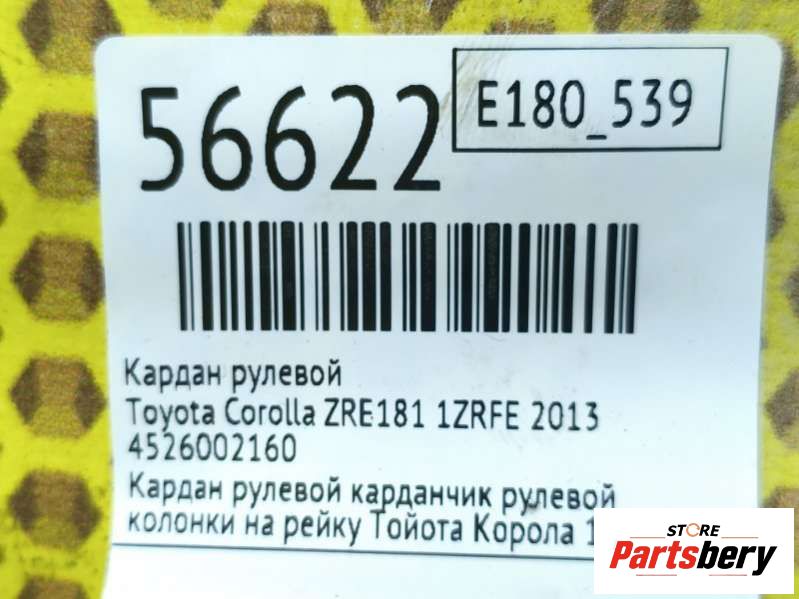 56622
E180_539
Кардан рулевой
Toyota Corolla ZRE181 1ZRFE 2013
4526002160
Кардан рулевой карданчик рулевой
колонки на рейку Тойота Корола 1
STORE
Partsbery